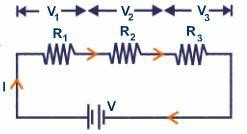 V₁ V₂ V₃
R₁ R₂ R₃
I
V